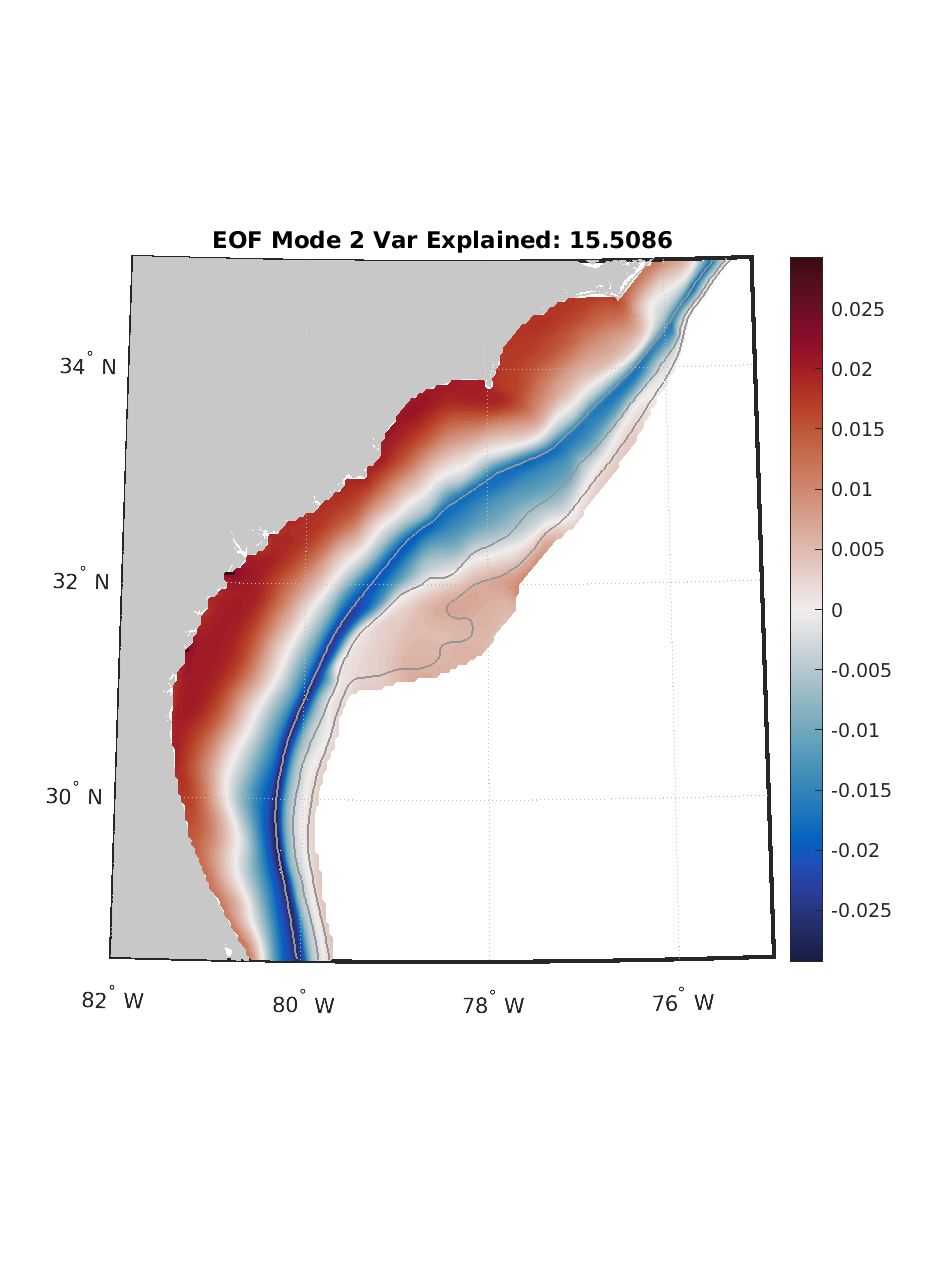 EOF Mode 2 Var Explained: 15.5086
34° N
32° N
30° N
82° W
80° W
78° W
76° W
0.025
0.02
0.015
0.01
0.005
0
-0.005
-0.01
-0.015
-0.02
-0.025